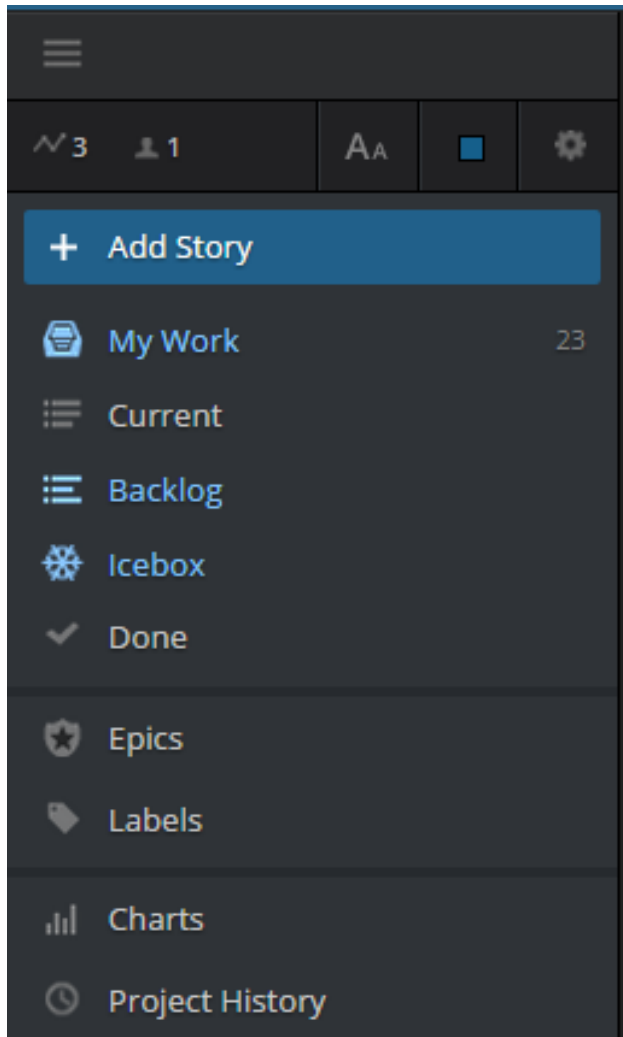 3 1 AA
Add Story
My Work 23
Current
Backlog
Icebox
Done
Epics
Labels
Charts
Project History